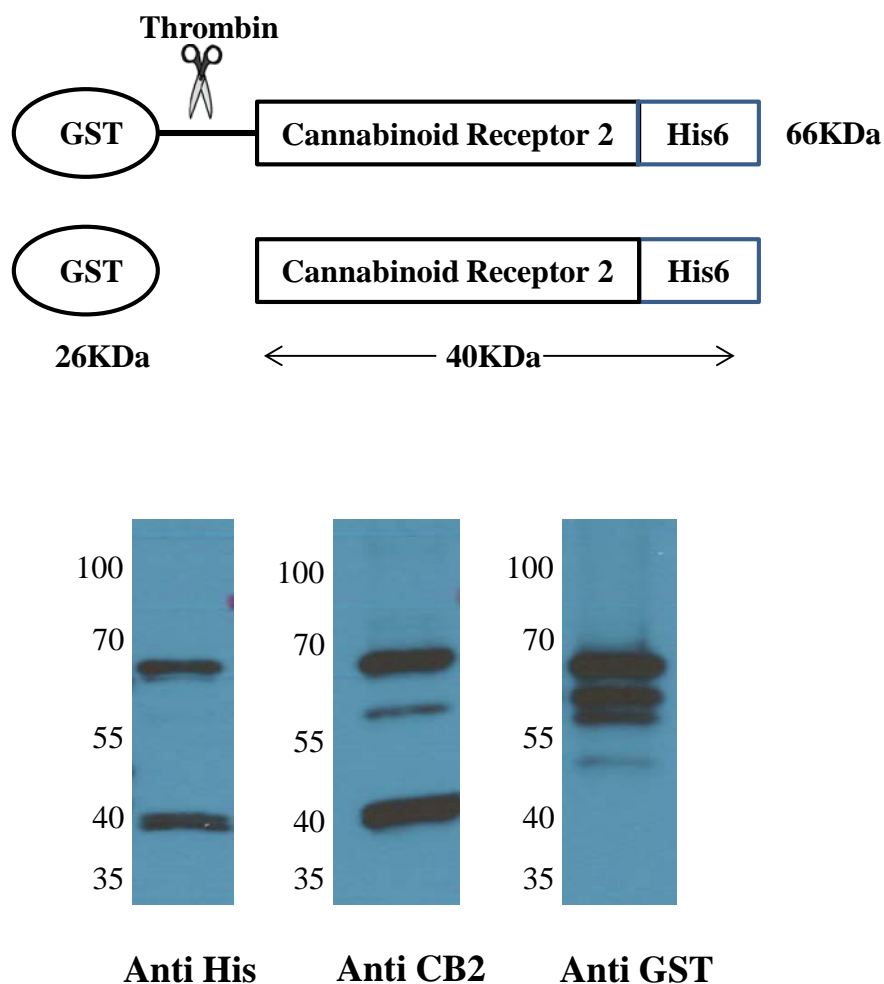 Thrombin
GST Cannabinoid Receptor 2 His6 66KDa
GST Cannabinoid Receptor 2 His6
26KDa 40KDa
100 100 100
70 70 70
55 55 55
40 40 40
35 35 35
Anti His Anti CB2 Anti GST